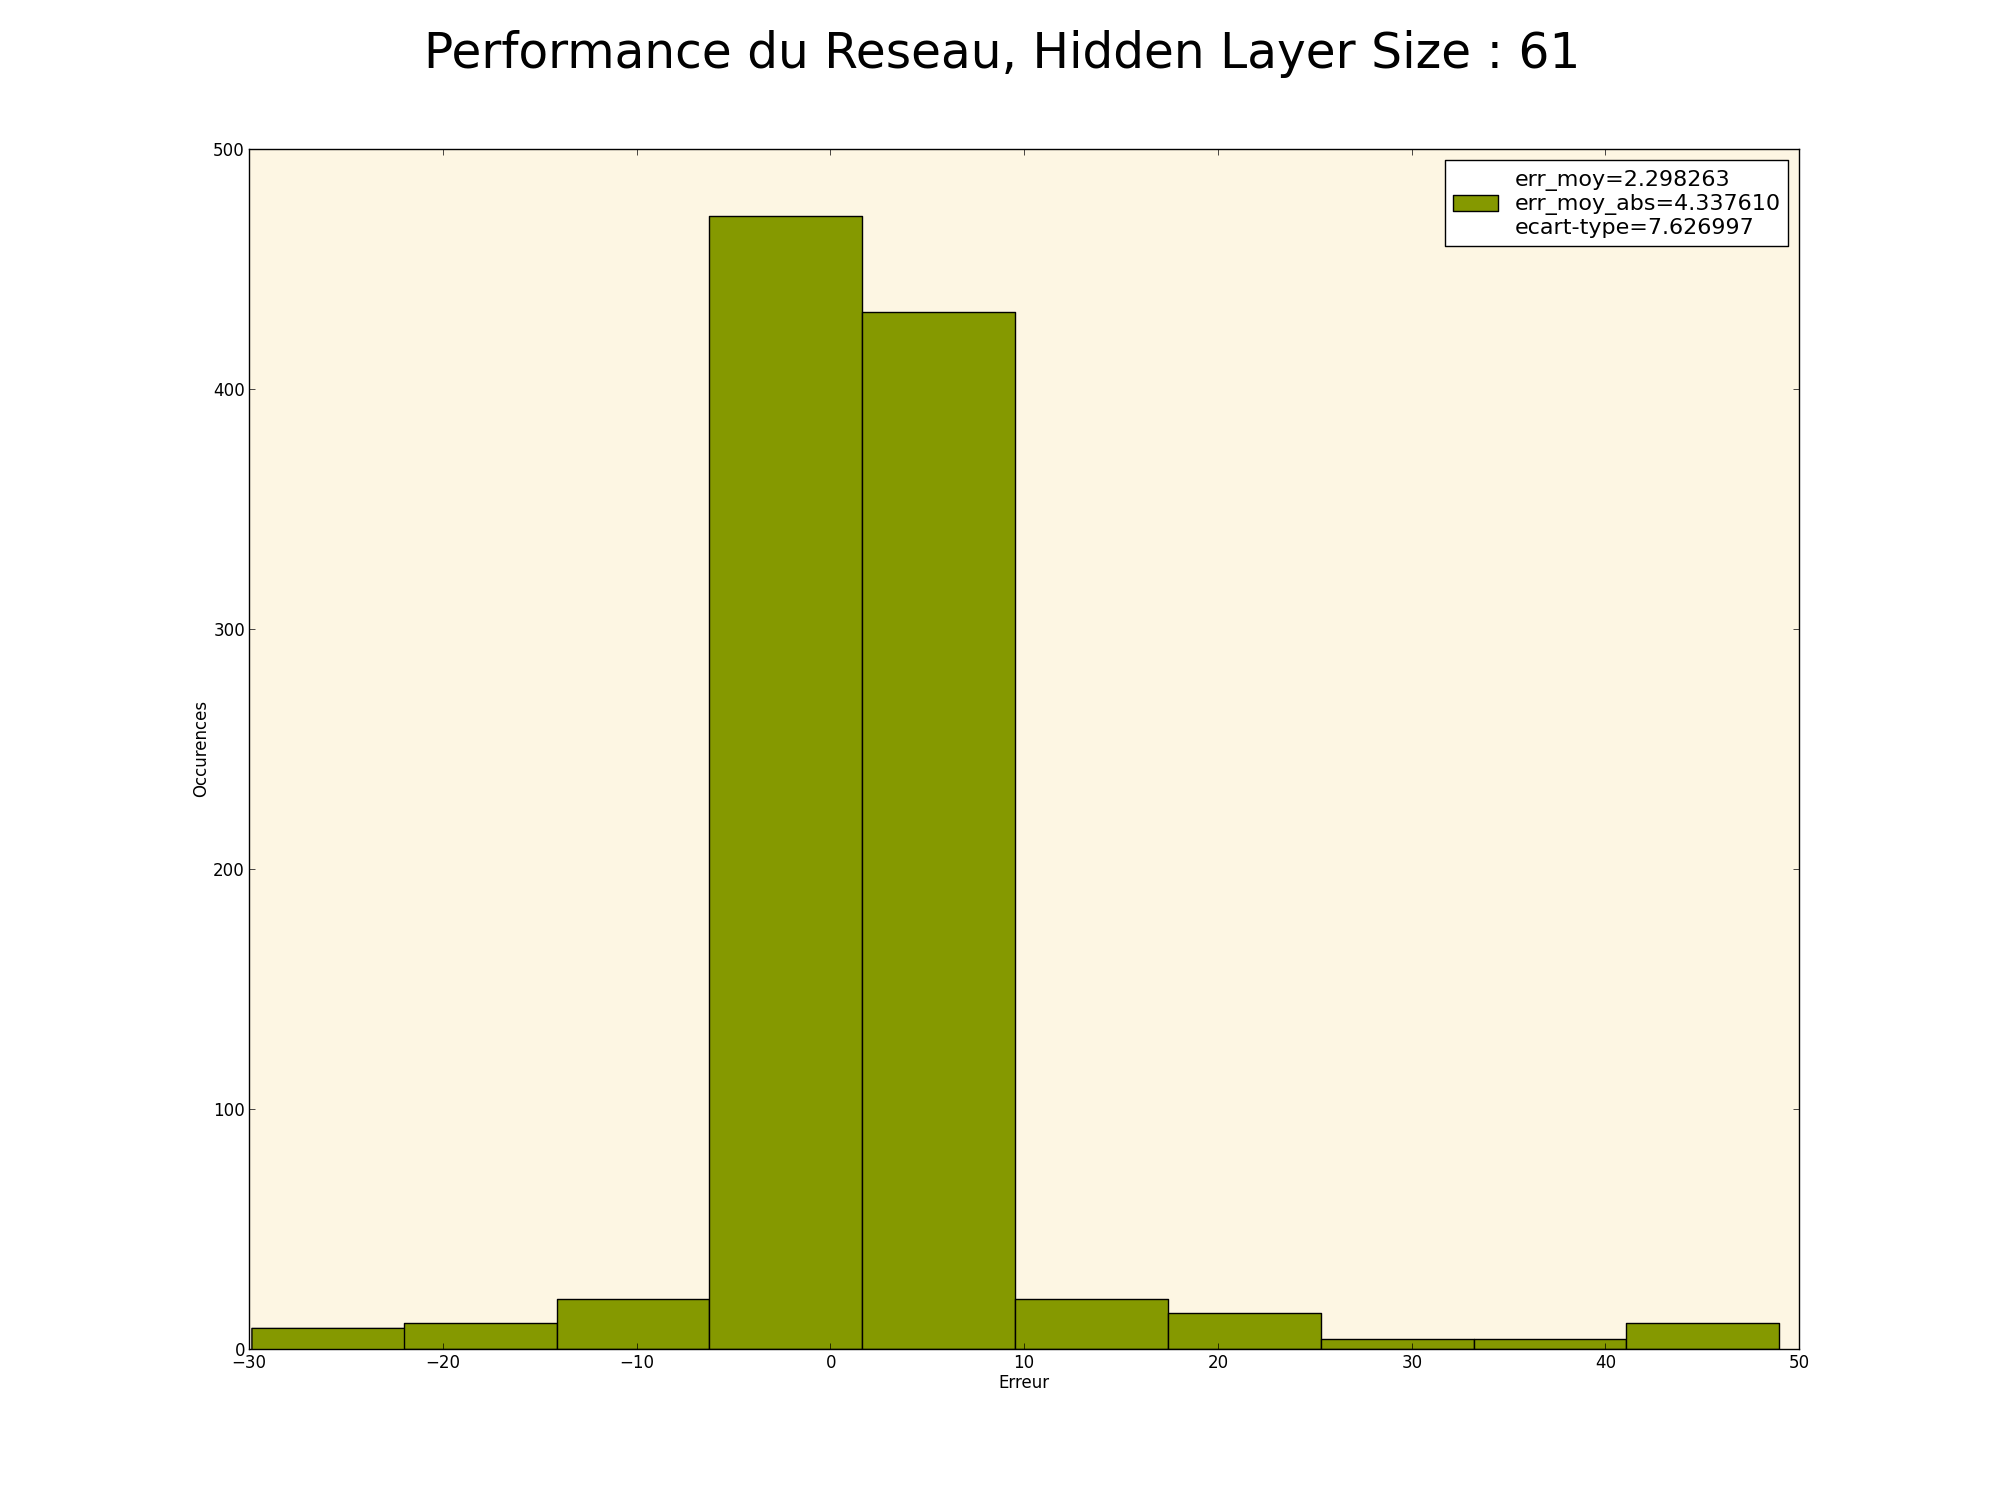 Performance du Reseau, Hidden Layer Size : 61
500
400
300
200
100
0
Occurences
err_moy=2.298263
err_moy_abs=4.337610
ecart-type=7.626997
−30 −20 −10 0 10 20 30 40 50
Erreur